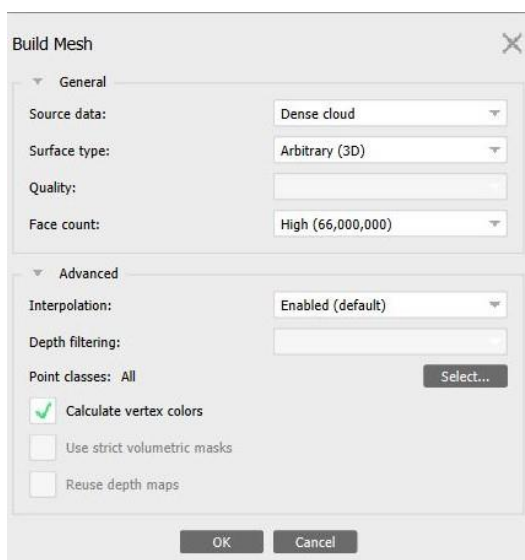 Build Mesh
General
Source data: Dense cloud
Surface type: Arbitrary (3D)
Quality:
Face count: High (66,000,000)
Advanced
Interpolation: Enabled (default)
Depth filtering:
Point classes: All Select...
Calculate vertex colors
Use strict volumetric masks
Reuse depth maps
OK Cancel